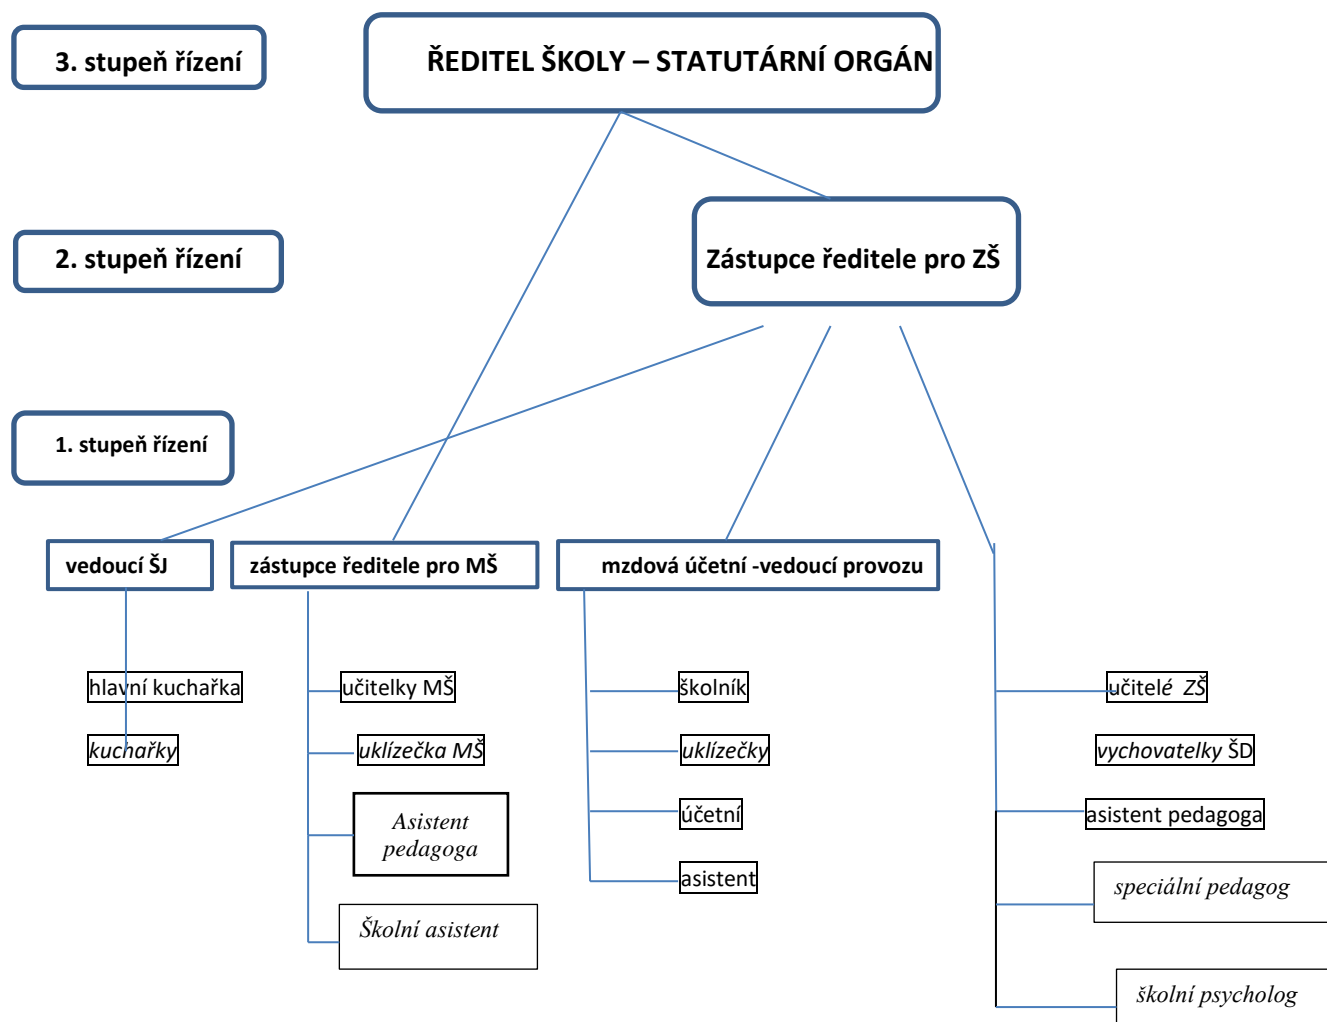 3. stupeň řízení
ŘEDITEL ŠKOLY – STATUTÁRNÍ ORGÁN
2. stupeň řízení
Zástupce ředitele pro ZŠ
1. stupeň řízení
vedoucí ŠJ
zástupce ředitele pro MŠ
mzdová účetní -vedoucí provozu
hlavní kuchařka
učitelky MŠ
školník
učitelé ZŠ
kuchařky
uklízečka MŠ
uklízečky
vychovatelky ŠD
Asistent
pedagoga
účetní
asistent pedagoga
asistent
speciální pedagog
Školní asistent
školní psycholog